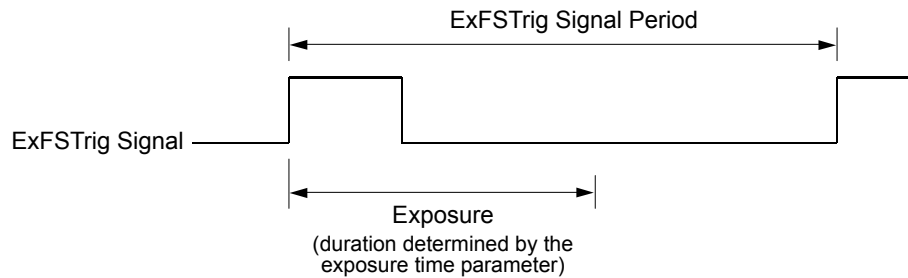 ExFSTrig Signal Period
ExFSTrig Signal
Exposure
(duration determined by the
exposure time parameter)